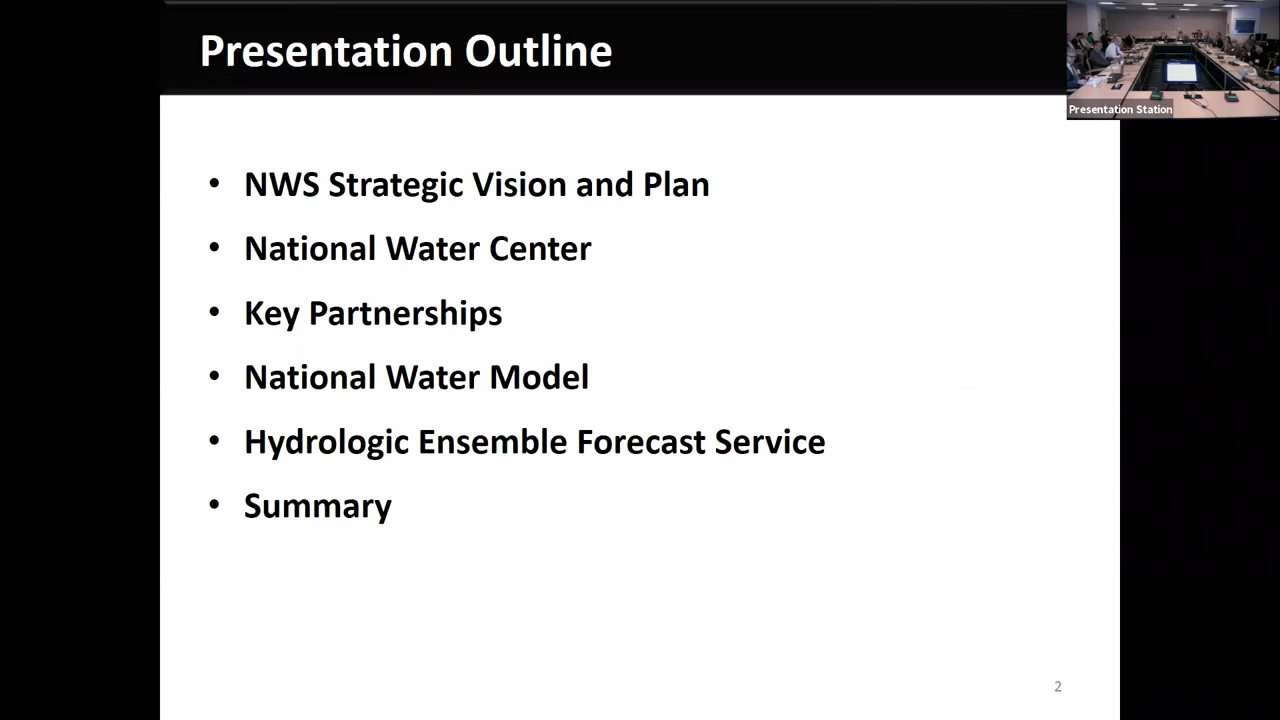 Presentation Outline
Presentation Station
• NWS Strategic Vision and Plan
• National Water Center
• Key Partnerships
• National Water Model
• Hydrologic Ensemble Forecast Service
• Summary
2